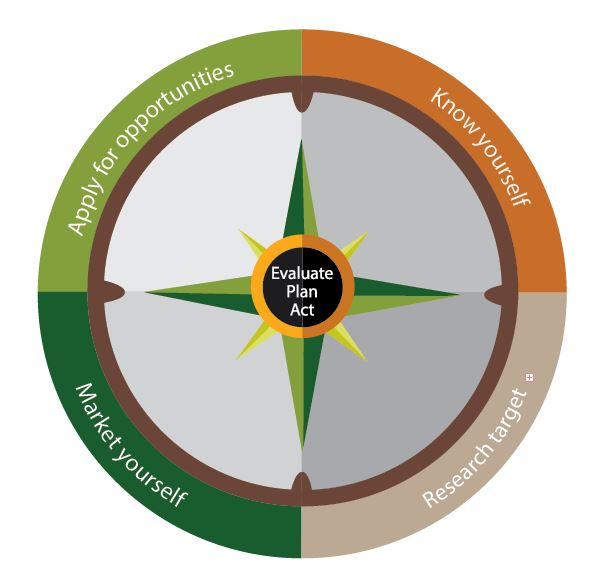 Apply for opportunities
Know yourself
Evaluate
Plan
Act
Market yourself
Research target